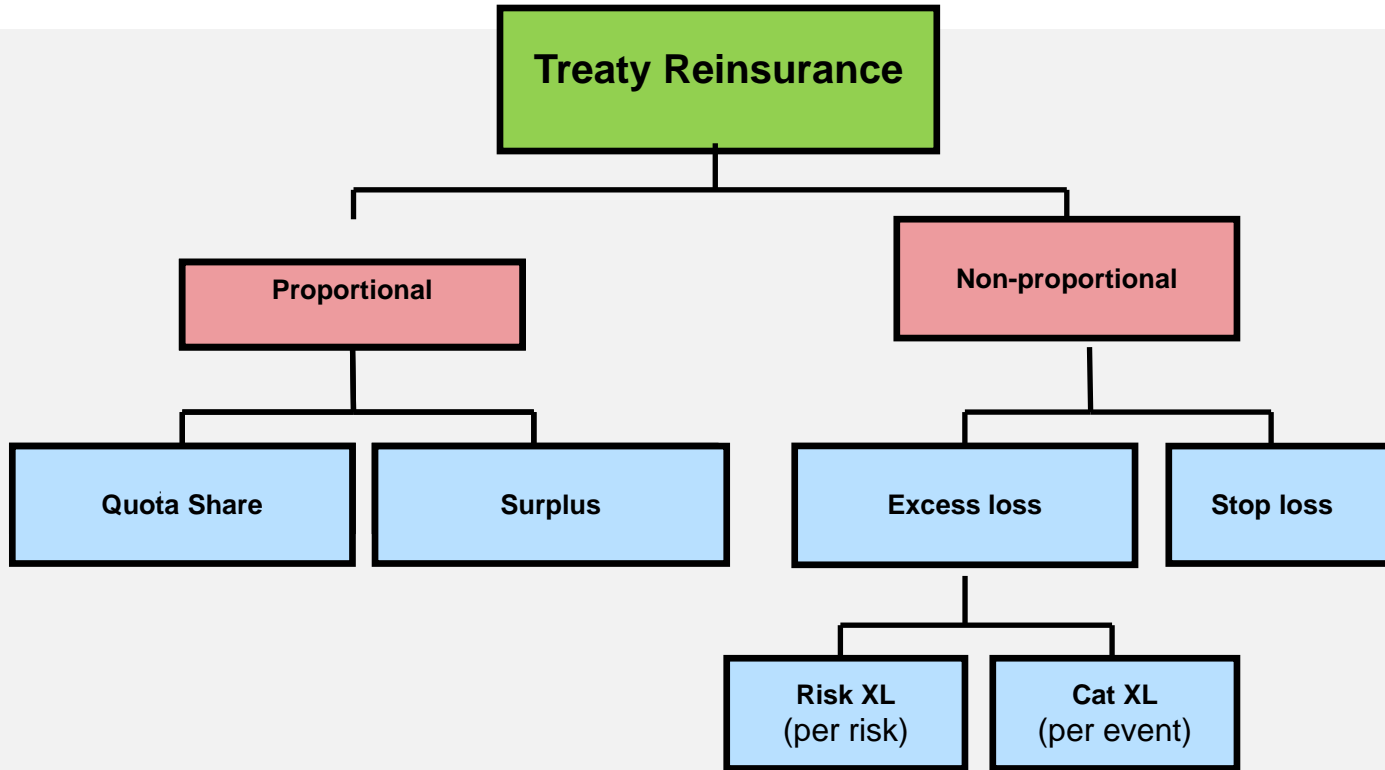 Treaty Reinsurance
Proportional
Non-proportional
Quota Share
Surplus
Excess loss
Stop loss
Risk XL
(per risk)
Cat XL
(per event)